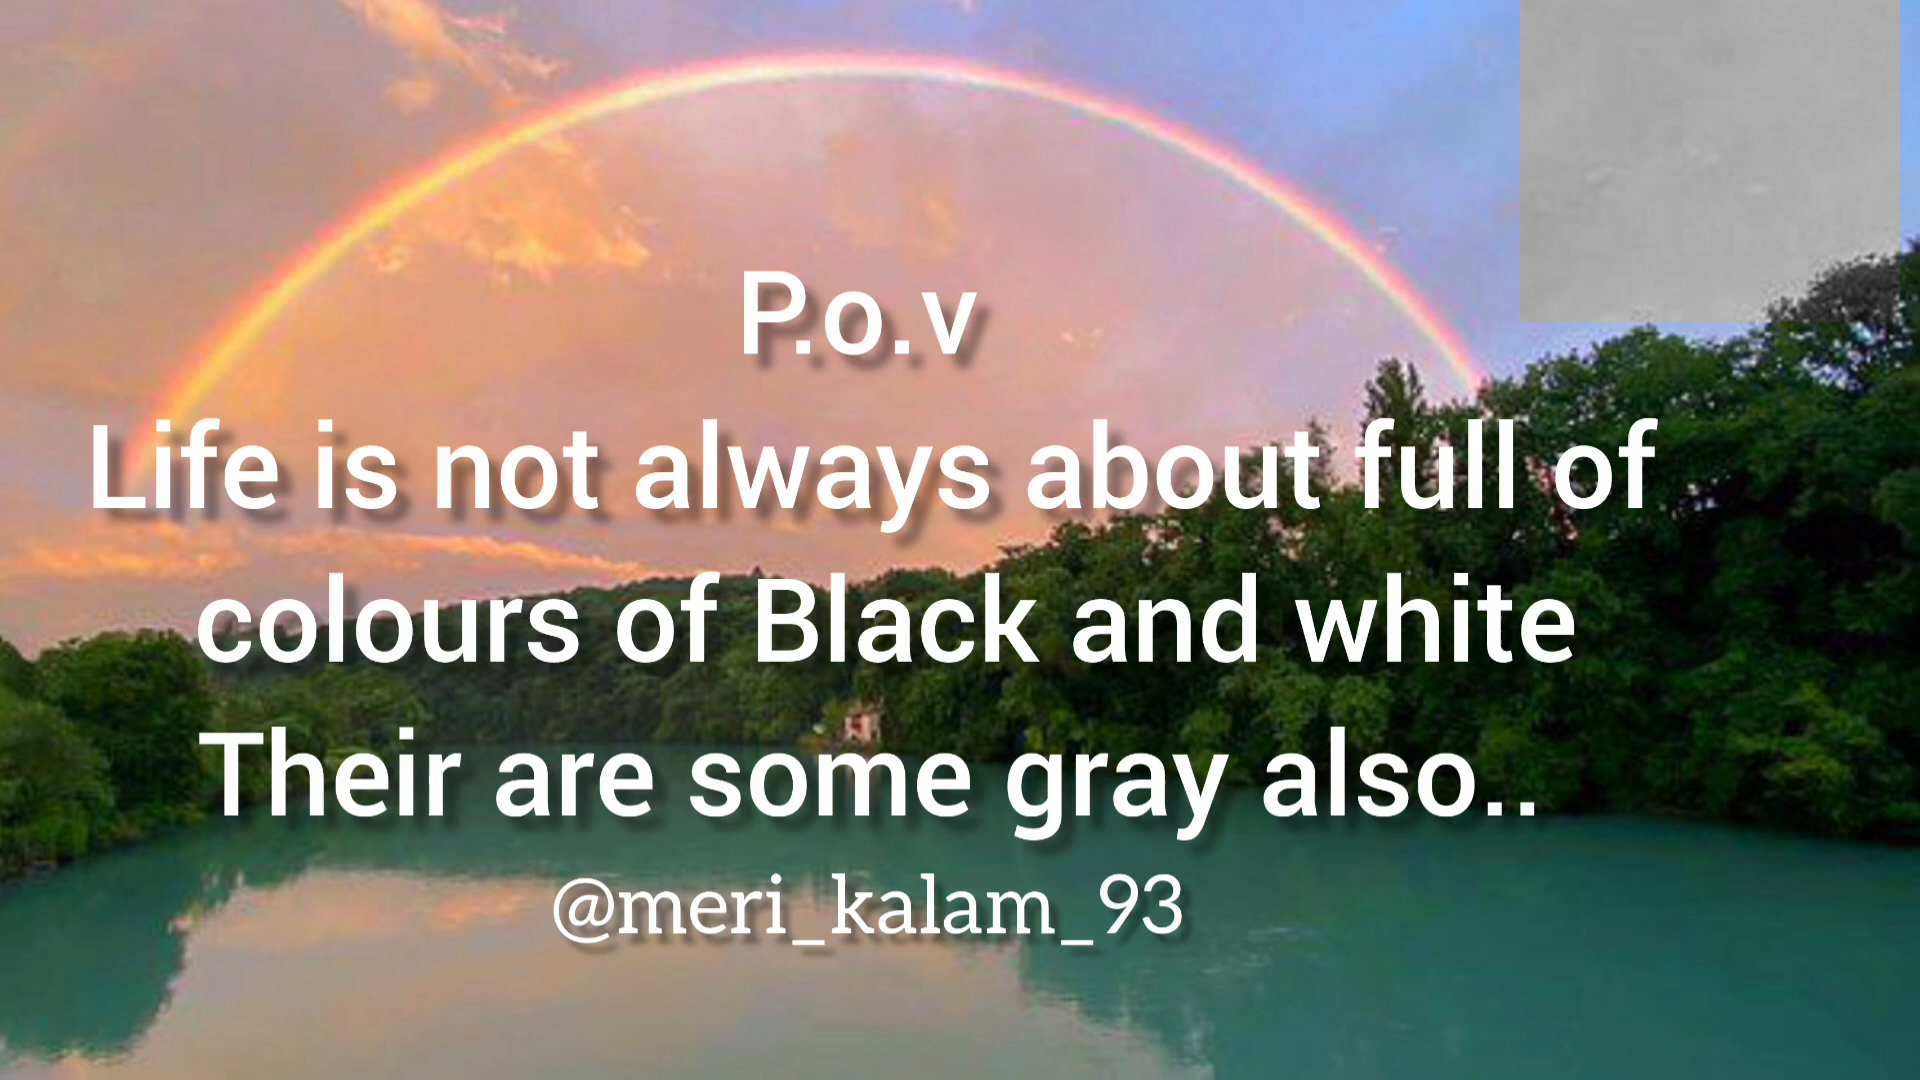 P.o.v
Life is not always about full of
colours of Black and white
Their are some gray also..
@meri_kalam_93